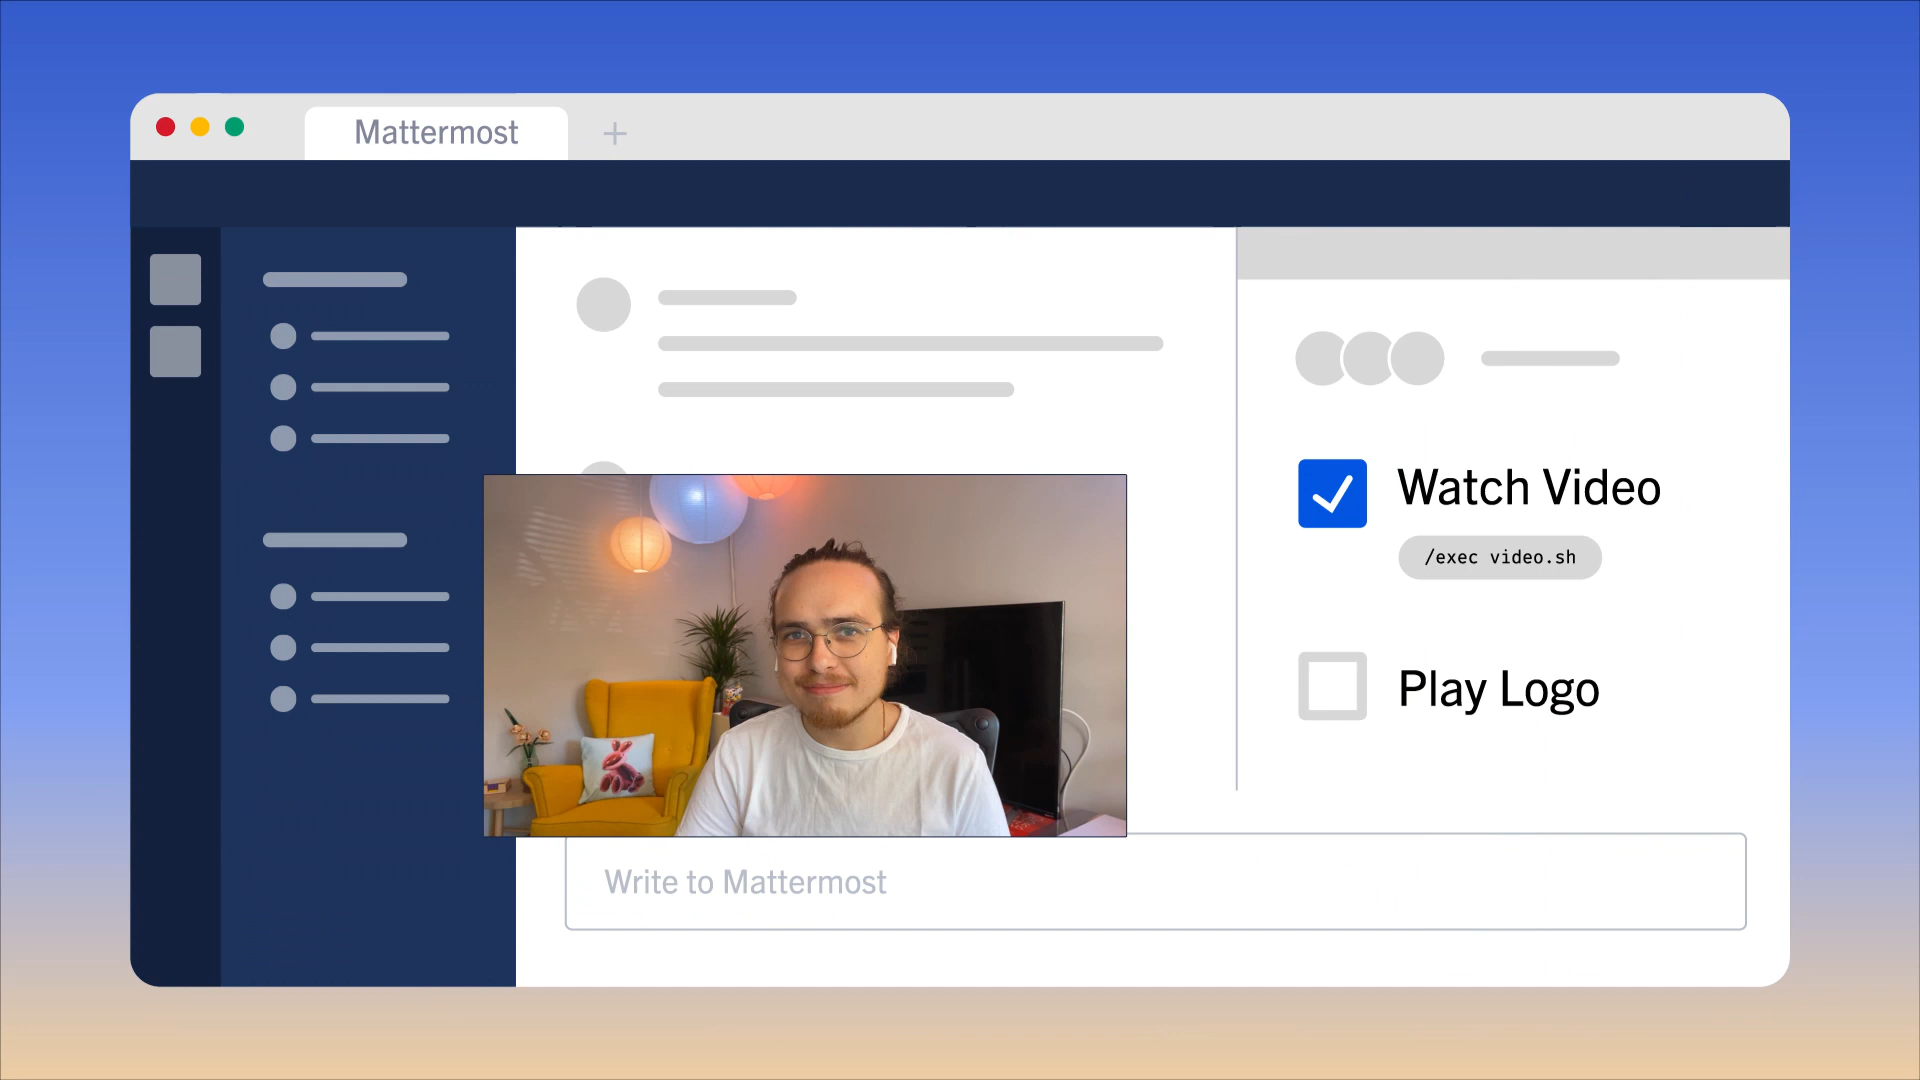 Mattermost
Watch Video
/exec video.sh
Play Logo
Write to Mattermost